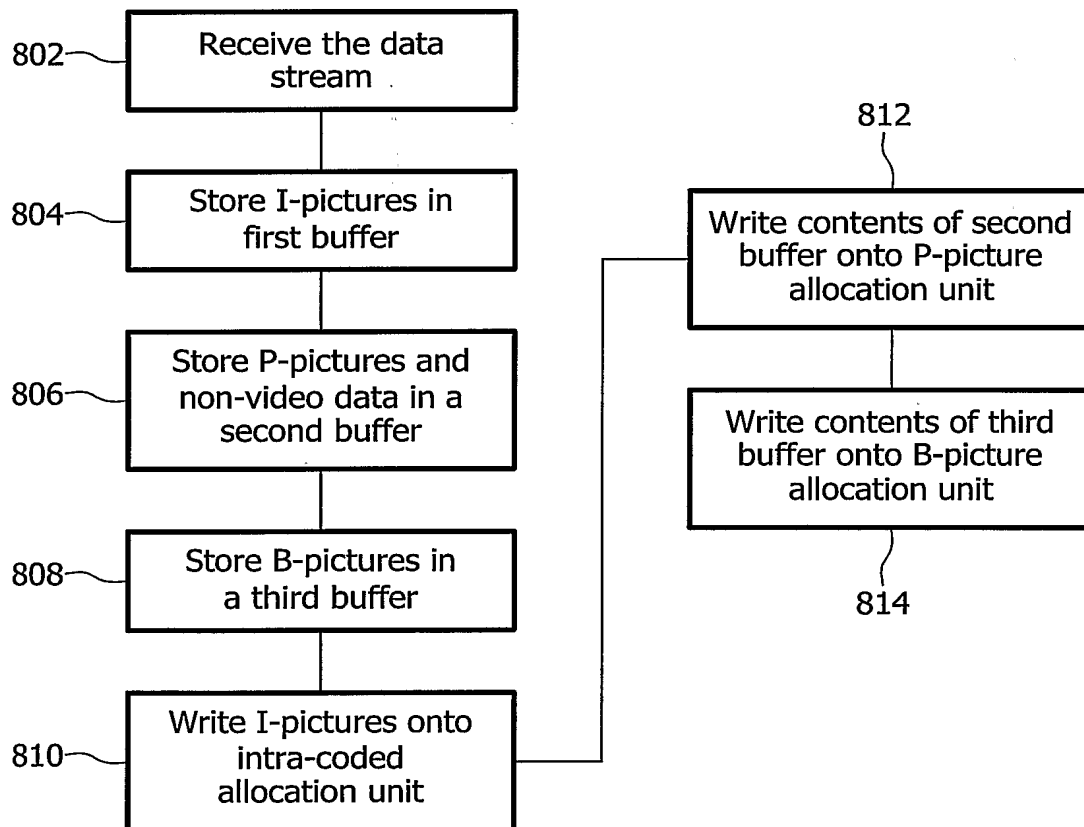 802
Receive the data
stream
804
Store I-pictures in
first buffer
806
Store P-pictures and
non-video data in a
second buffer
808
Store B-pictures in
a third buffer
810
Write I-pictures onto
intra-coded
allocation unit
812
Write contents of second
buffer onto P-picture
allocation unit
Write contents of third
buffer onto B-picture
allocation unit
814